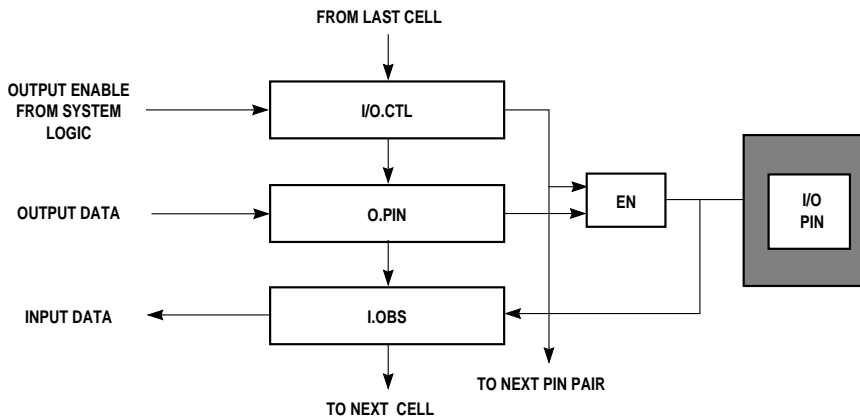 FROM LAST CELL
OUTPUT ENABLE
FROM SYSTEM
LOGIC
I/O.CTL
OUTPUT DATA
O.PIN
EN
I/O
PIN
INPUT DATA
I.OBS
TO NEXT PIN PAIR
TO NEXT CELL